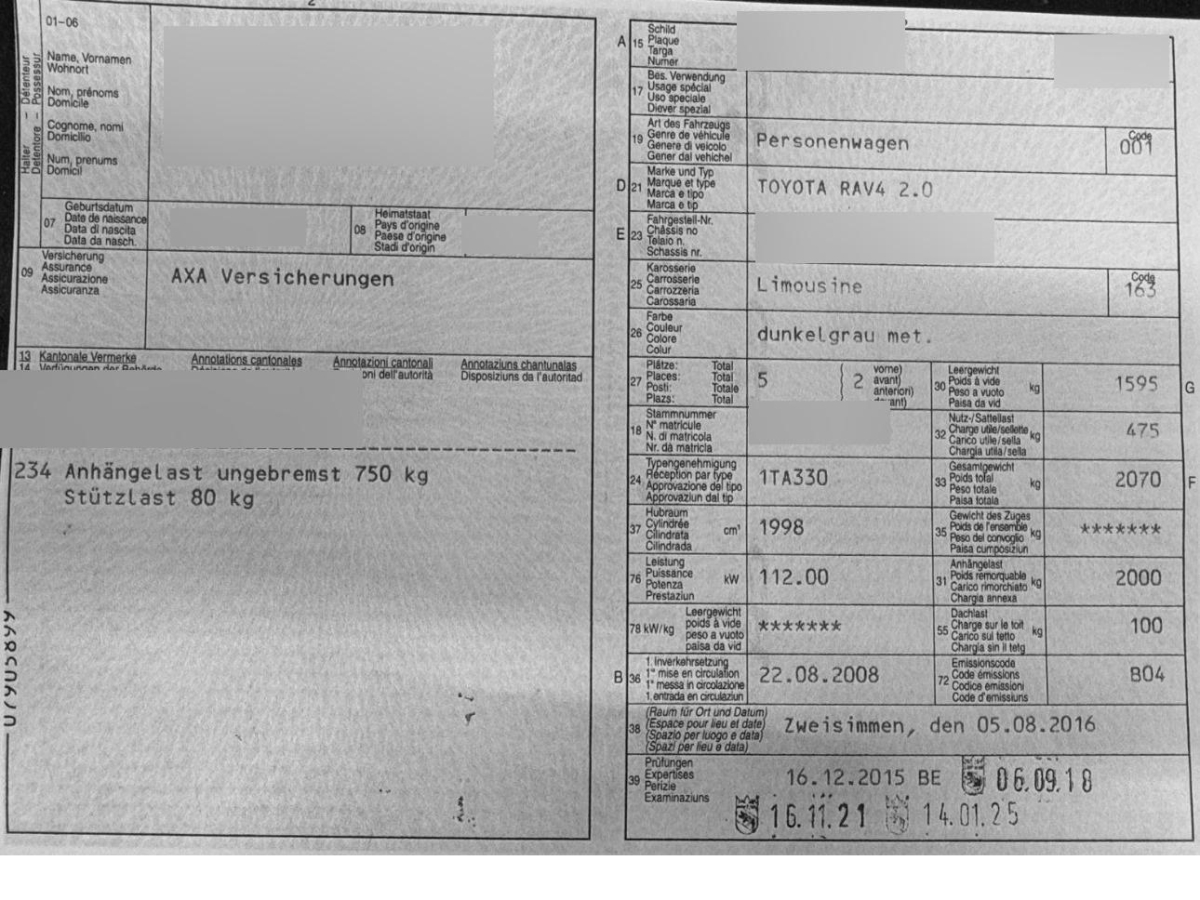 01-06
Halter – Détenteur
Detentore – Possessur
Name, Vornamen
Wohnort
Nom, prénoms
Domicile
Cognome, nomi
Domicilio
Num, prenums
Domicil
07
Geburtsdatum
Date de naissance
Data di nascita
Data da nasch.
08
Heimatstaat
Pays d'origine
Paese d'origine
Stadi d'origin
09
Versicherung
Assurance
Assicurazione
Assicuranza
AXA Versicherungen
13 Kantonale Vermerke Annotations cantonales Annotazioni cantonali Annotaziuns chantunalas
14 Verfügungen der Behörde oni dell'autorità Disposiziuns da l'autoritad
234 Anhängelast ungebremst 750 kg
Stützlast 80 kg
A 15
Schild
Plaque
Targa
Numer
17
Bes. Verwendung
Usage spécial
Uso speciale
Diever spezial
19
Art des Fahrzeugs
Genre de véhicule
Genere di veicolo
Gener dal vehichel
Personenwagen
Code
001
D 21
Marke und Typ
Marque et type
Marca e tipo
Marca e tip
TOYOTA RAV4 2.0
E 23
Fahrgestell-Nr.
Châssis no
Telaio n.
Schassis nr.
25
Karosserie
Carrosserie
Carrozzeria
Carossaria
Limousine
Code
163
26
Farbe
Couleur
Colore
Colur
dunkelgrau met.
27
Plätze: Total
Places: Total
Posti: Totale
Plazs: Total
5
2
vorne)
avant)
anteriori)
30
Leergewicht
Poids à vide
Peso a vuoto
Paisa da vid
kg
1595
G
18
Stammnummer
N° matricule
N. di matricola
Nr. da matricla
32
Nutz-/Sattellast
Charge utile/sellette
Carico utile/sella
Chargia utila/sella
kg
475
24
Typengenehmigung
Réception par type
Approvazione del tipo
Approvaziun dal tip
1TA330
33
Gesamtgewicht
Poids total
Peso totale
Paisa totala
kg
2070
F
37
Hubraum
Cylindrée
Cilindrata
Cilindrada
cm³
1998
35
Gewicht des Zuges
Poids de l'ensemble
Peso del convoglio
Paisa cumposiziun
kg
*******
76
Leistung
Puissance
Potenza
Prestaziun
kW
112.00
31
Anhängelast
Poids remorquable
Carico rimorchiato
Chargia annexa
kg
2000
78 kW/kg
Leergewicht
poids à vide
peso a vuoto
paisa da vid
*******
55
Dachlast
Charge sur le toit
Carico sul tetto
Chargia sin il tetg
kg
100
B 36
1. Inverkehrsetzung
1re mise en circulation
1a messa in circolazione
1. entrada en circulaziun
22.08.2008
72
Emissionscode
Code émissions
Codice emissioni
Code d'emissiuns
B04
38
(Raum für Ort und Datum)
(Espace pour lieu et date)
(Spazio per luogo e data)
(Spazi per lieu e data)
Zweisimmen, den 05.08.2016
39
Prüfungen
Expertises
Perizie
Examinaziuns
16.12.2015 BE 06.09.18
16.11.21 14.01.25